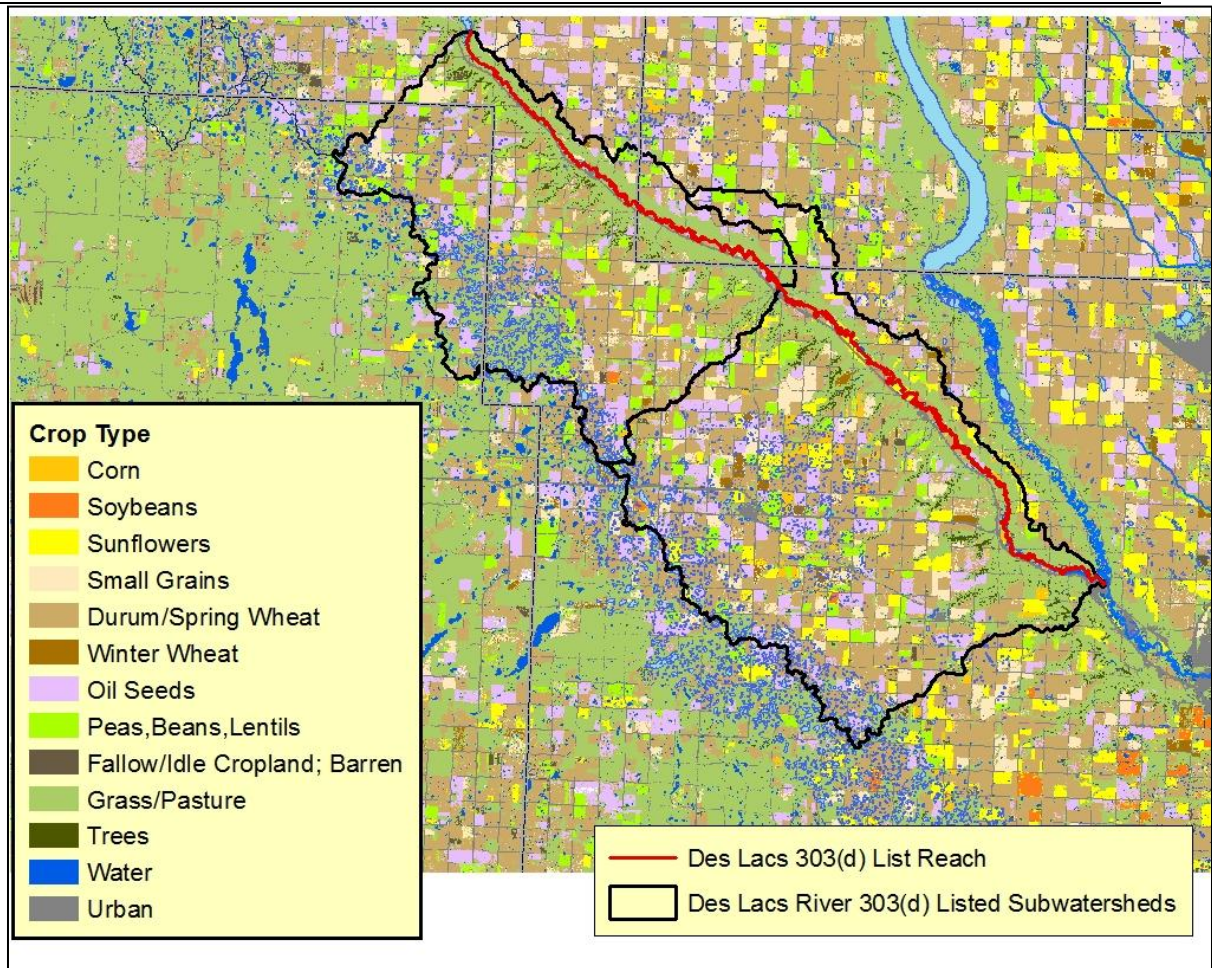 Crop Type
Corn
Soybeans
Sunflowers
Small Grains
Durum/Spring Wheat
Winter Wheat
Oil Seeds
Peas,Beans,Lentils
Fallow/Idle Cropland; Barren
Grass/Pasture
Trees
Water
Urban
Des Lacs 303(d) List Reach
Des Lacs River 303(d) Listed Subwatersheds